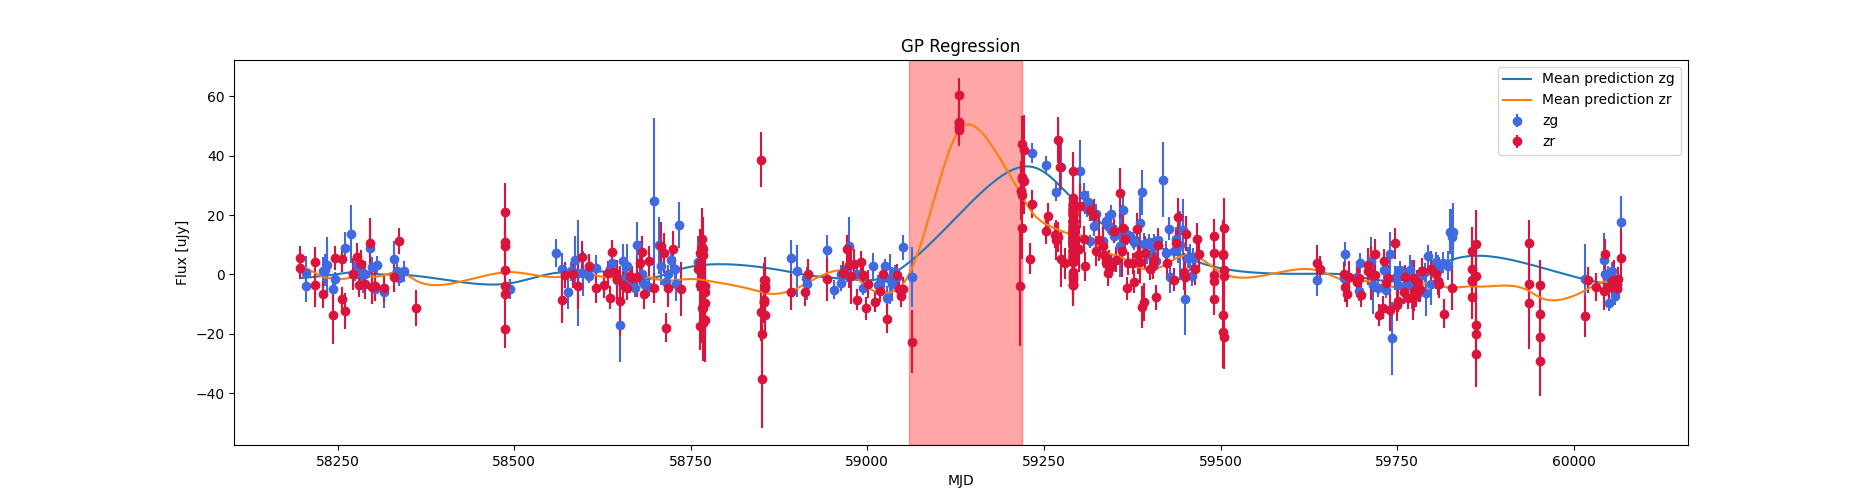 GP Regression
Flux [uJy]
60
40
20
0
−20
−40
58250 58500 58750 59000 59250 59500 59750 60000
MJD
Mean prediction zg
Mean prediction zr
zg
zr